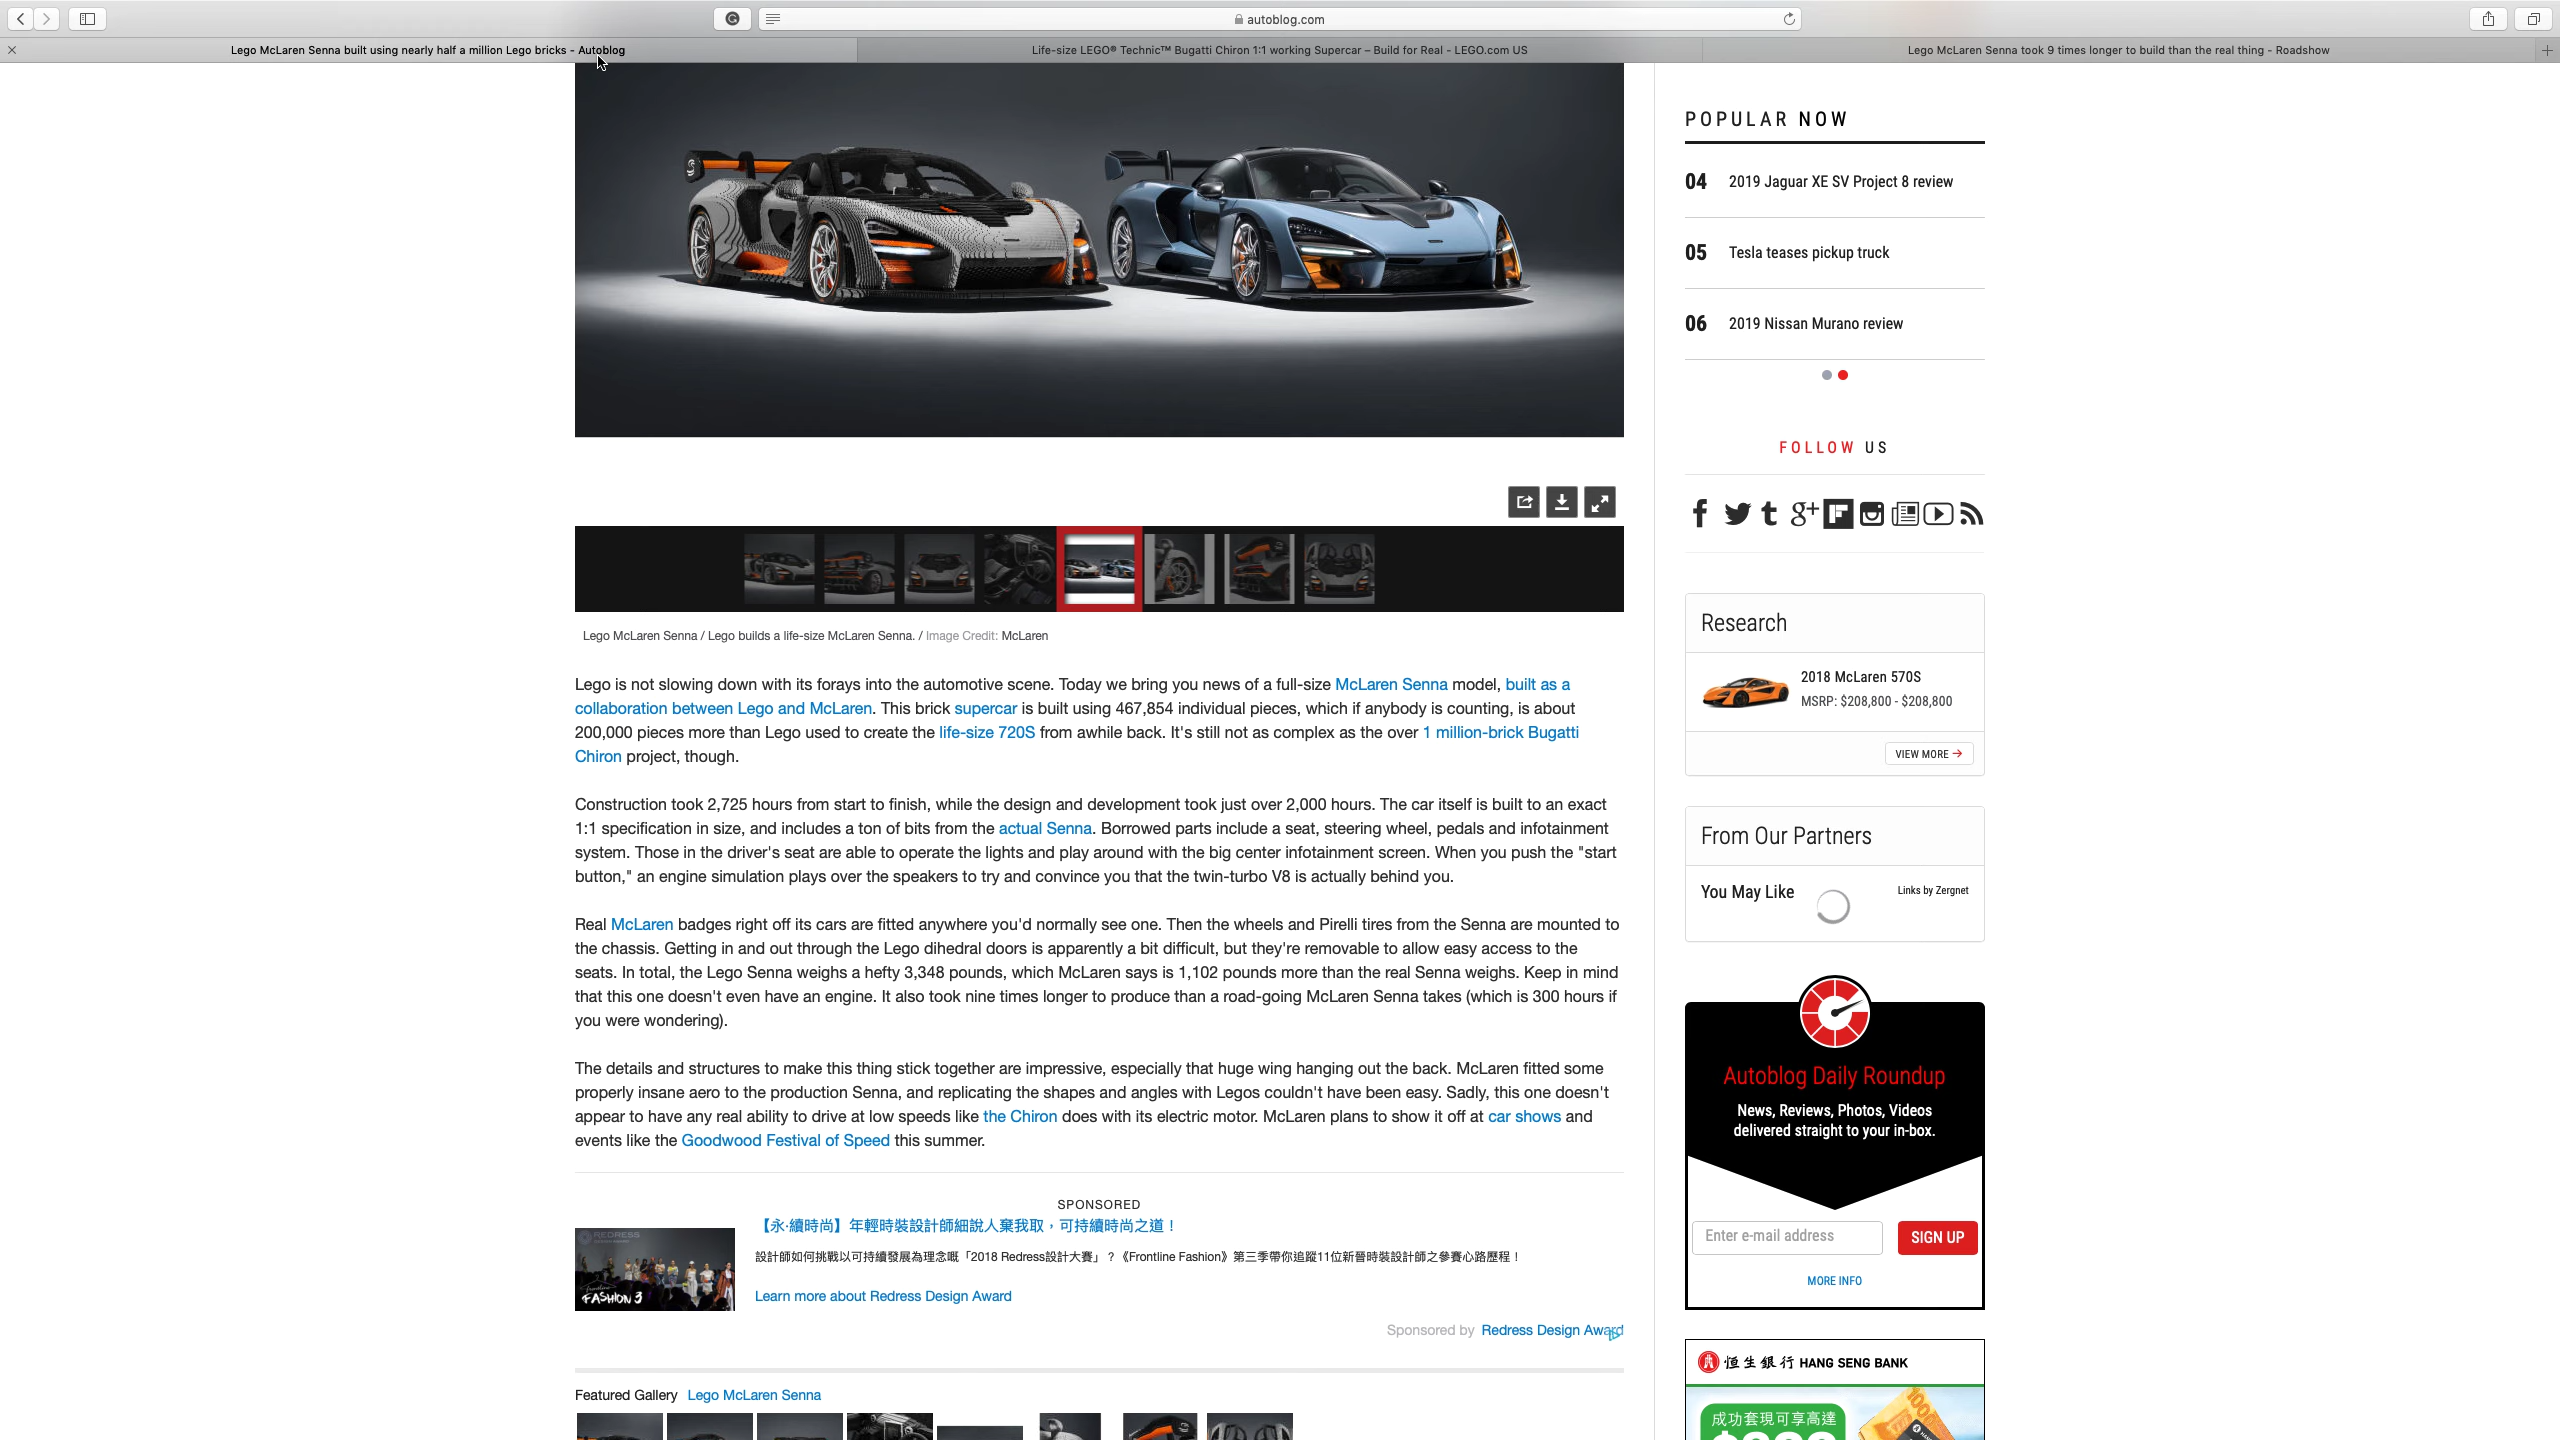 autoblog.com
Lego McLaren Senna built using nearly half a million Lego bricks - Autoblog
Life-size LEGO® Technic™ Bugatti Chiron 1:1 working Supercar – Build for Real - LEGO.com US
Lego McLaren Senna took 9 times longer to build than the real thing - Roadshow
Lego McLaren Senna / Lego builds a life-size McLaren Senna. / Image Credit: McLaren
Lego is not slowing down with its forays into the automotive scene. Today we bring you news of a full-size McLaren Senna model, built as a
collaboration between Lego and McLaren. This brick supercar is built using 467,854 individual pieces, which if anybody is counting, is about
200,000 pieces more than Lego used to create the life-size 720S from awhile back. It's still not as complex as the over 1 million-brick Bugatti
Chiron project, though.
Construction took 2,725 hours from start to finish, while the design and development took just over 2,000 hours. The car itself is built to an exact
1:1 specification in size, and includes a ton of bits from the actual Senna. Borrowed parts include a seat, steering wheel, pedals and infotainment
system. Those in the driver's seat are able to operate the lights and play around with the big center infotainment screen. When you push the "start
button," an engine simulation plays over the speakers to try and convince you that the twin-turbo V8 is actually behind you.
Real McLaren badges right off its cars are fitted anywhere you'd normally see one. Then the wheels and Pirelli tires from the Senna are mounted to
the chassis. Getting in and out through the Lego dihedral doors is apparently a bit difficult, but they're removable to allow easy access to the
seats. In total, the Lego Senna weighs a hefty 3,348 pounds, which McLaren says is 1,102 pounds more than the real Senna weighs. Keep in mind
that this one doesn't even have an engine. It also took nine times longer to produce than a road-going McLaren Senna takes (which is 300 hours if
you were wondering).
The details and structures to make this thing stick together are impressive, especially that huge wing hanging out the back. McLaren fitted some
properly insane aero to the production Senna, and replicating the shapes and angles with Legos couldn't have been easy. Sadly, this one doesn't
appear to have any real ability to drive at low speeds like the Chiron does with its electric motor. McLaren plans to show it off at car shows and
events like the Goodwood Festival of Speed this summer.
SPONSORED
【永·續時尚】年輕時裝設計師細說人棄我取，可持續時尚之道！
設計師如何挑戰以可持續發展為理念嘅「2018 Redress設計大賽」？《Frontline Fashion》第三季帶你追蹤11位新晉時裝設計師之參賽心路歷程！
Learn more about Redress Design Award
REDRESS
FASHION 3
Sponsored by Redress Design Award
Featured Gallery Lego McLaren Senna
POPULAR NOW
04 2019 Jaguar XE SV Project 8 review
05 Tesla teases pickup truck
06 2019 Nissan Murano review
FOLLOW US
Research
2018 McLaren 570S
MSRP: $208,800 - $208,800
VIEW MORE
From Our Partners
You May Like
Links by Zergnet
Autoblog Daily Roundup
News, Reviews, Photos, Videos
delivered straight to your in-box.
Enter e-mail address
SIGN UP
MORE INFO
恒生銀行 HANG SENG BANK
成功套現可享高達